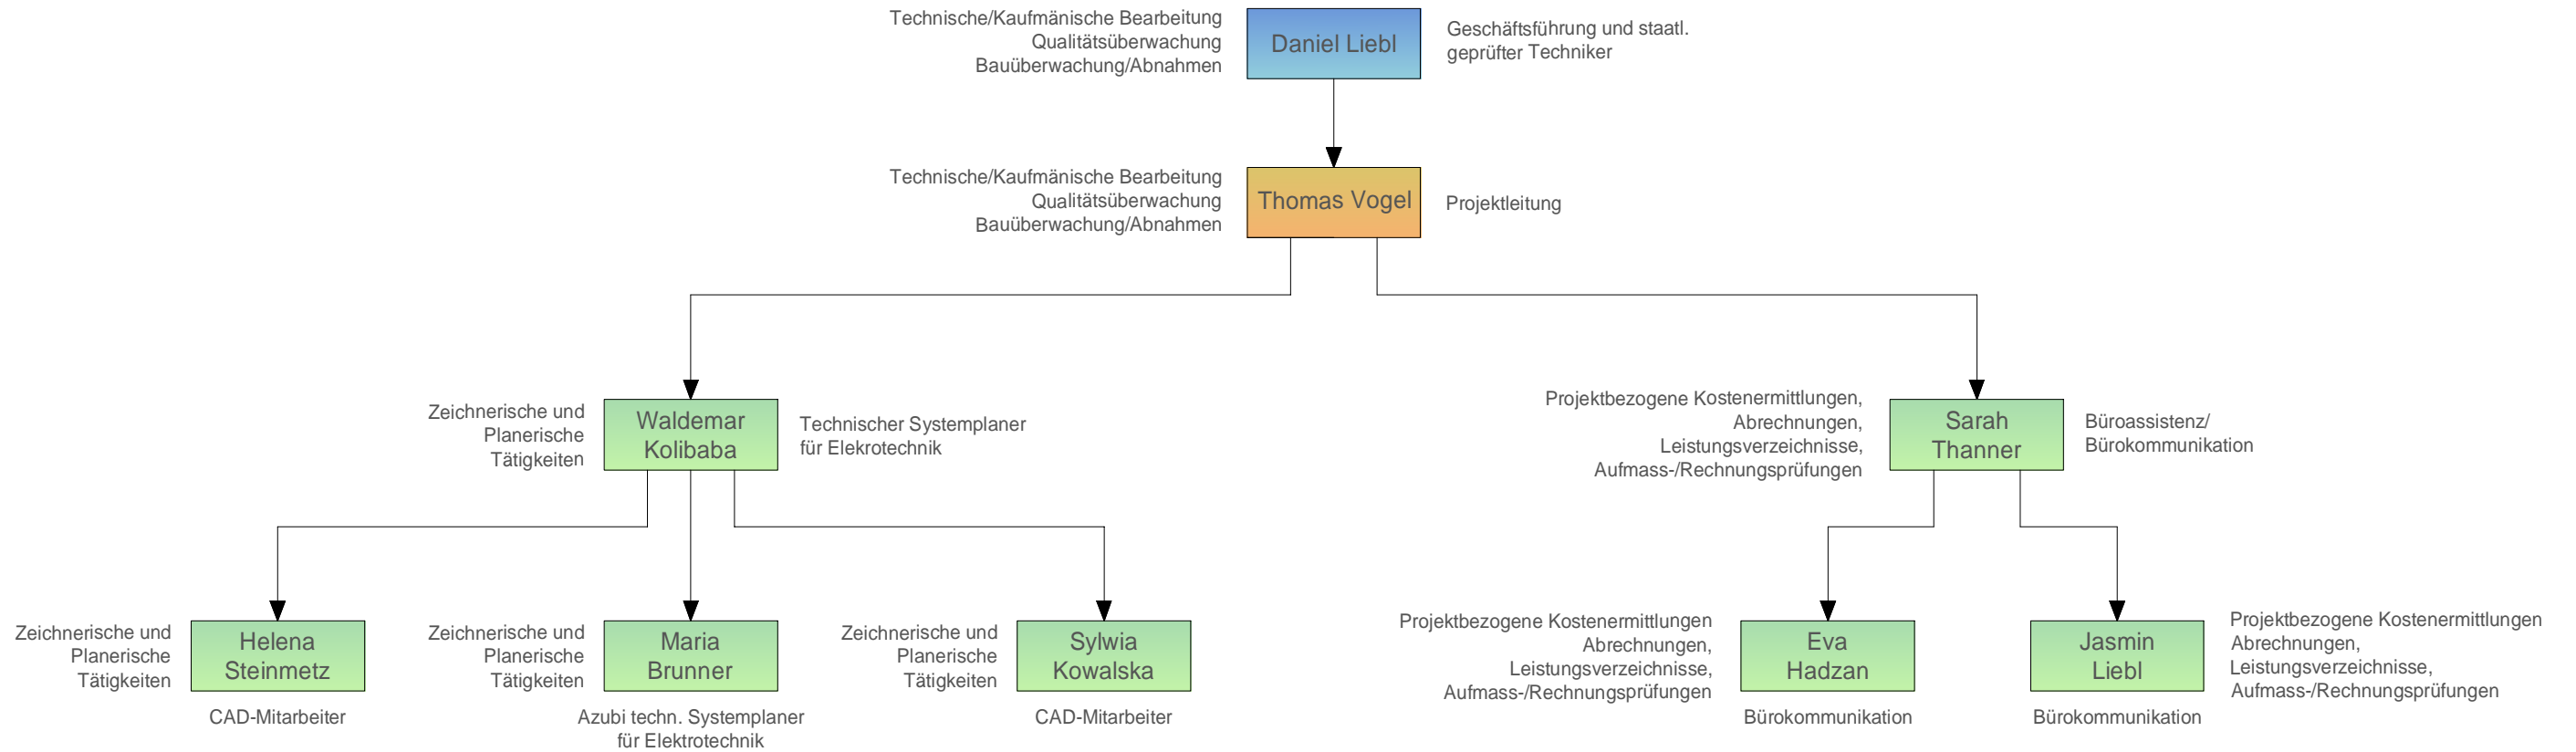 Technische/Kaufmänische Bearbeitung
Qualitätsüberwachung
Bauüberwachung/Abnahmen
Daniel Liebl
Geschäftsführung und staatl.
geprüfter Techniker
Technische/Kaufmänische Bearbeitung
Qualitätsüberwachung
Bauüberwachung/Abnahmen
Thomas Vogel
Projektleitung
Zeichnerische und
Planerische
Tätigkeiten
Waldemar
Kolibaba
Technischer Systemplaner
für Elekrotechnik
Projektbezogene Kostenermittlungen,
Abrechnungen,
Leistungsverzeichnisse,
Aufmass-/Rechnungsprüfungen
Sarah
Thanner
Büroassistenz/
Bürokommunikation
Zeichnerische und
Planerische
Tätigkeiten
Helena
Steinmetz
CAD-Mitarbeiter
Zeichnerische und
Planerische
Tätigkeiten
Maria
Brunner
Azubi techn. Systemplaner
für Elektrotechnik
Zeichnerische und
Planerische
Tätigkeiten
Sylwia
Kowalska
CAD-Mitarbeiter
Projektbezogene Kostenermittlungen
Abrechnungen,
Leistungsverzeichnisse,
Aufmass-/Rechnungsprüfungen
Eva
Hadzan
Bürokommunikation
Jasmin
Liebl
Bürokommunikation
Projektbezogene Kostenermittlungen
Abrechnungen,
Leistungsverzeichnisse,
Aufmass-/Rechnungsprüfungen